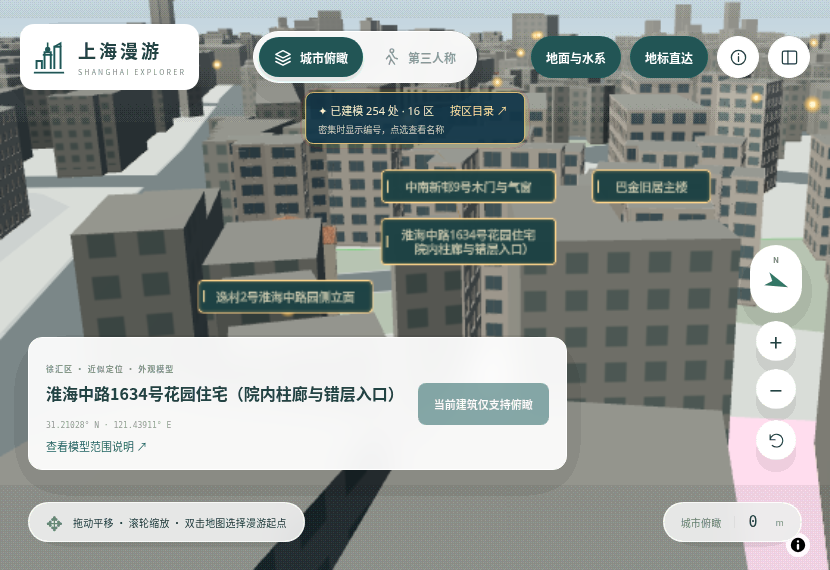 上海漫游
SHANGHAI EXPLORER
城市俯瞰
第三人称
地面与水系
地标直达
✦ 已建模 254 处 · 16 区 按区目录 ↗
密集时显示编号，点选查看名称
中南新邨9号木门与气窗
巴金旧居主楼
淮海中路1634号花园住宅
院内柱廊与错层入口）
逸村2号淮海中路园侧立面
N
徐汇区 · 近似定位 · 外观模型
淮海中路1634号花园住宅（院内柱廊与错层入口）
当前建筑仅支持俯瞰
31.21028° N · 121.43911° E
查看模型范围说明 ↗
拖动平移 · 滚轮缩放 · 双击地图选择漫游起点
城市俯瞰 0 m